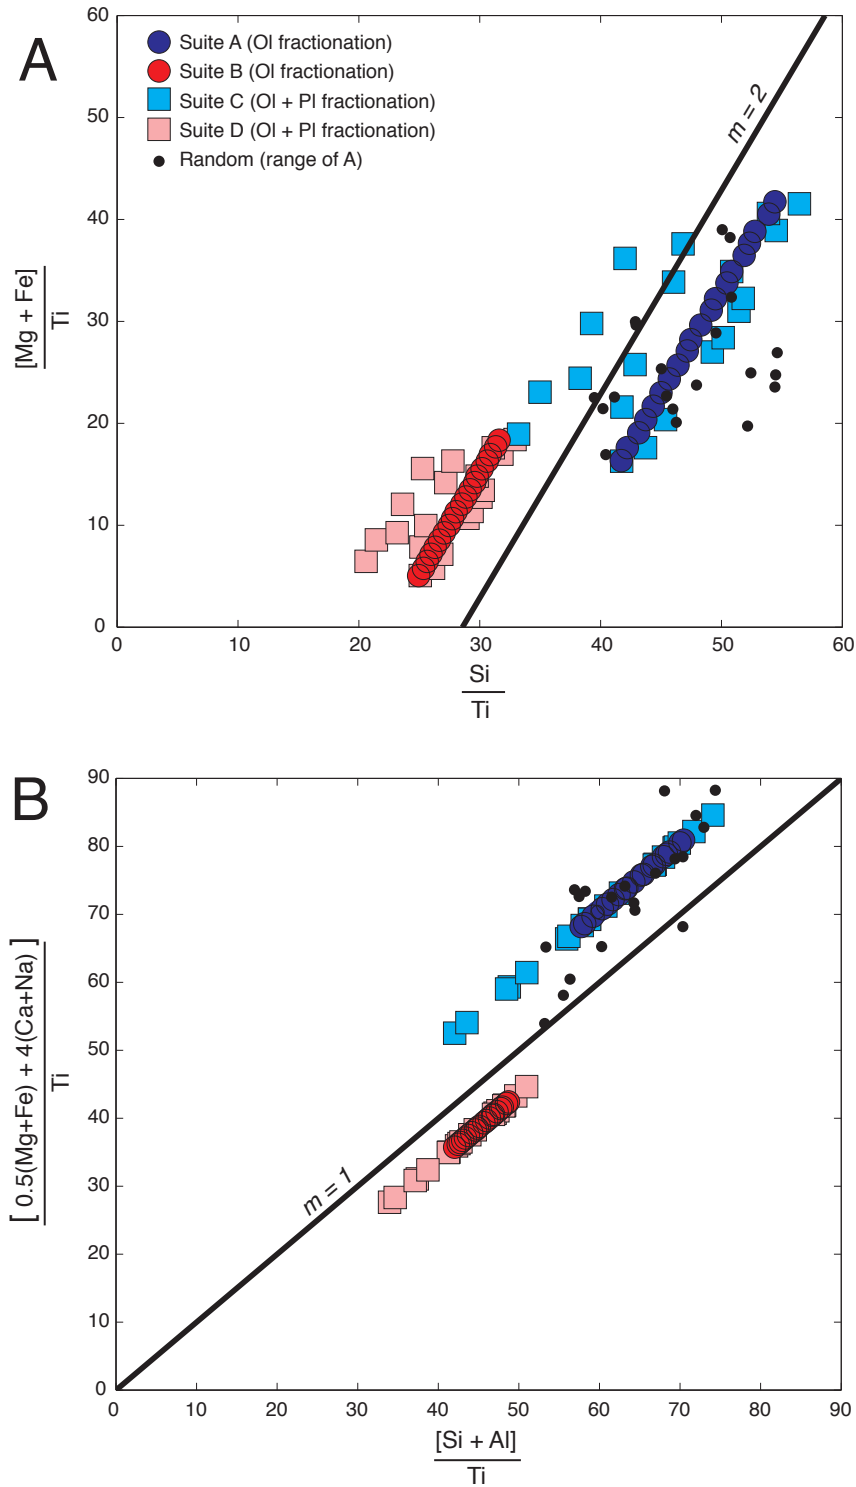 A
60
50
40
30
20
10
0
[Mg + Fe]
Ti
Suite A (Ol fractionation)
Suite B (Ol fractionation)
Suite C (Ol + Pl fractionation)
Suite D (Ol + Pl fractionation)
Random (range of A)
m = 2
0 10 20 30 40 50 60
Si
Ti
B
90
80
70
60
50
40
30
20
10
0
[ 0.5(Mg+Fe) + 4(Ca+Na) ]
Ti
m = 1
0 10 20 30 40 50 60 70 80 90
[Si + Al]
Ti